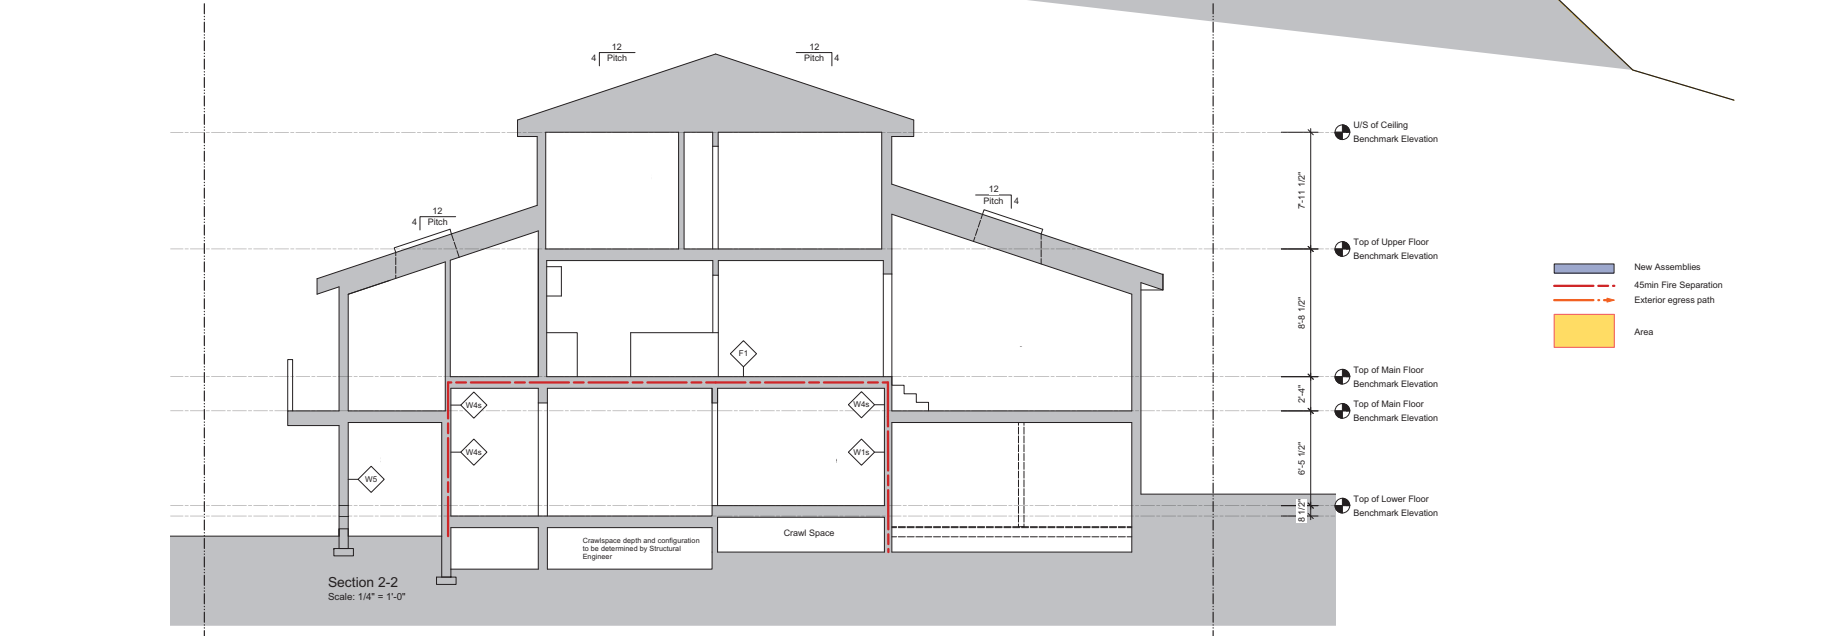 12
4 Pitch
12
Pitch 4
U/S of Ceiling
Benchmark Elevation
7'-11 1/2"
12
Pitch 4
12
4 Pitch
Top of Upper Floor
Benchmark Elevation
New Assemblies
45min Fire Separation
Exterior egress path
Area
8'-8 1/2"
F1
Top of Main Floor
Benchmark Elevation
2'-4"
W4s
W4s
Top of Main Floor
Benchmark Elevation
W4s
W1s
6'-5 1/2"
W5
Top of Lower Floor
Benchmark Elevation
8 1/2"
Crawl Space
Crawlspace depth and configuration
to be determined by Structural
Engineer
Section 2-2
Scale: 1/4" = 1'-0"